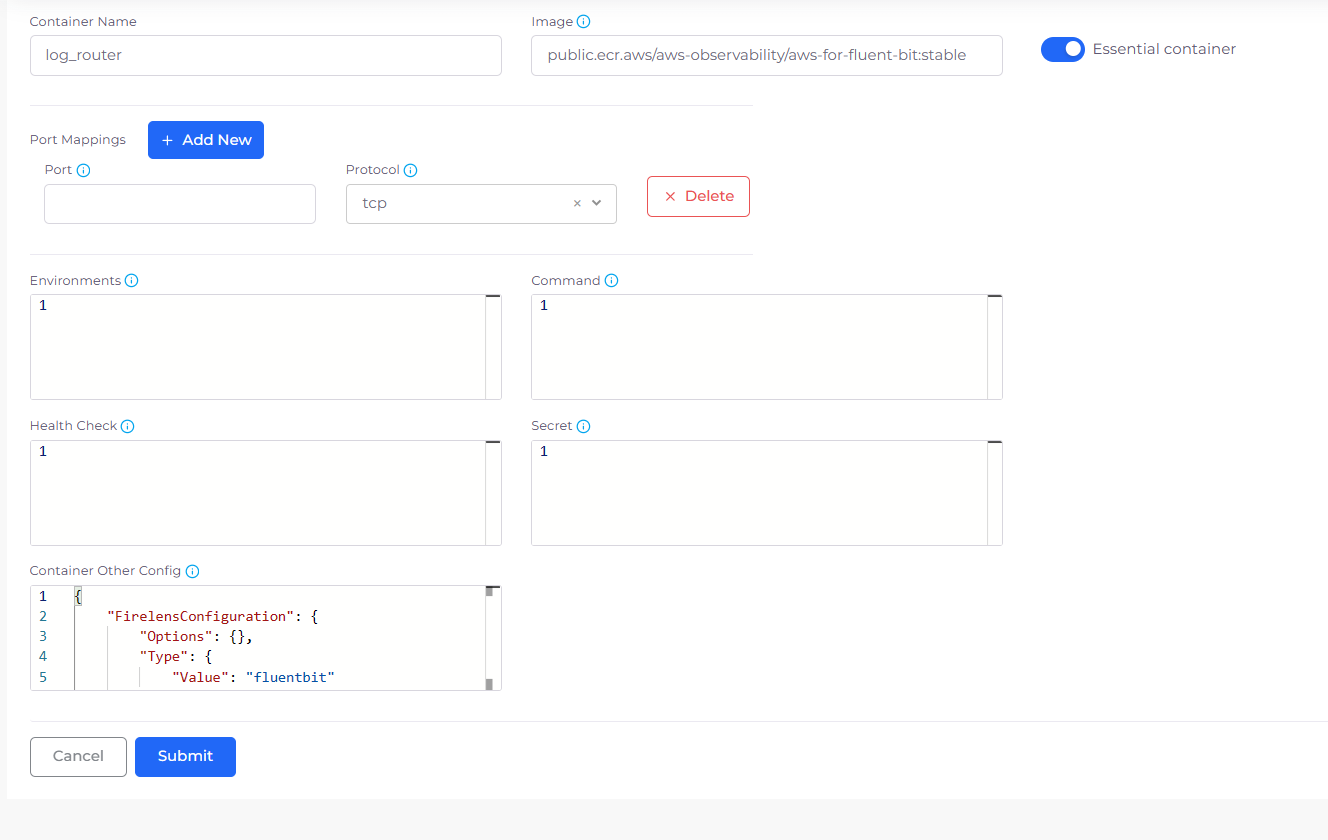 Container Name
Image
log_router
public.ecr.aws/aws-observability/aws-for-fluent-bit:stable
Essential container
Port Mappings
+ Add New
Port
Protocol
tcp
× Delete
Environments
Command
1
1
Health Check
Secret
1
1
Container Other Config
1 {
2 "FirelensConfiguration": {
3 "Options": {},
4 "Type": {
5 "Value": "fluentbit"
Cancel
Submit